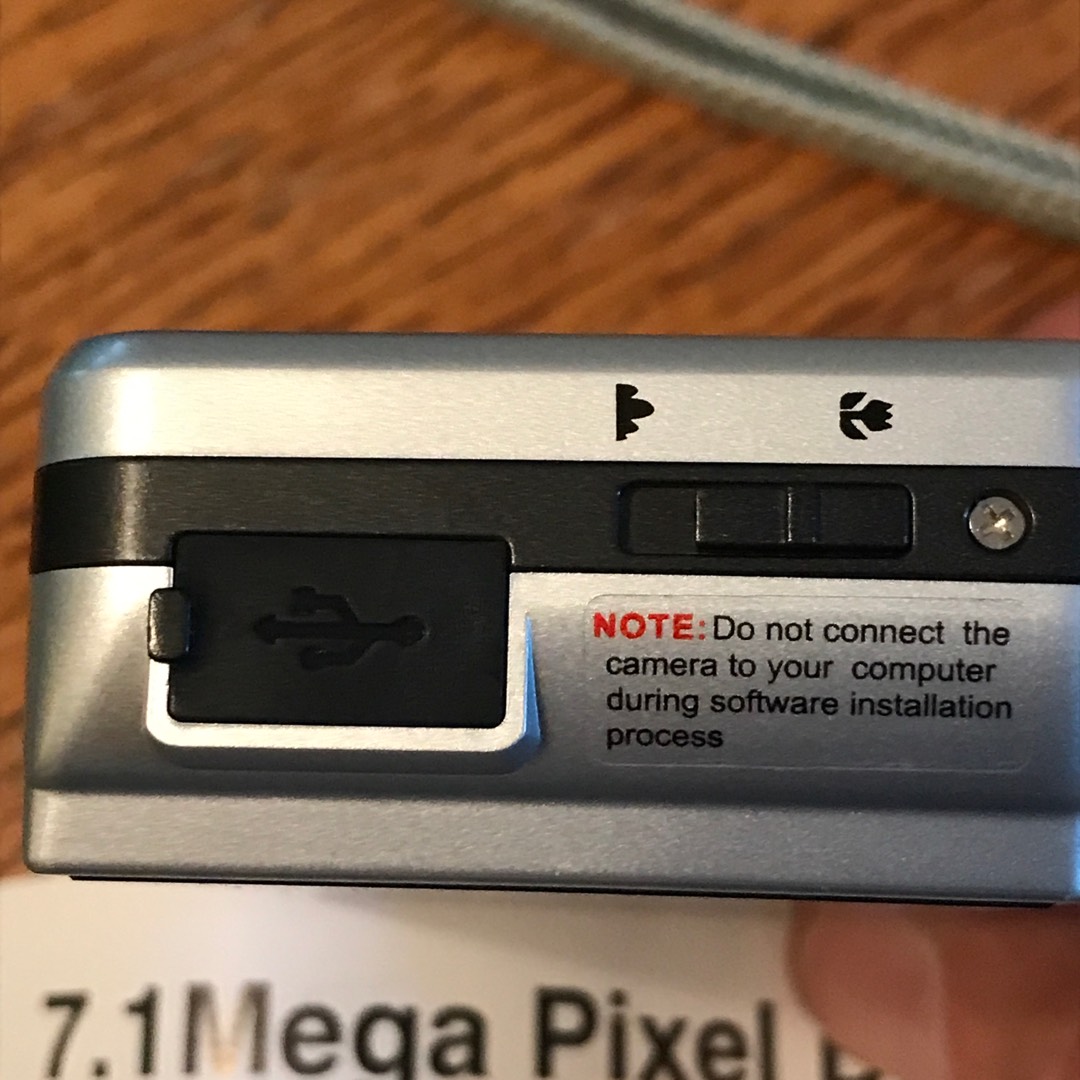 NOTE: Do not connect the
camera to your computer
during software installation
process
7.1Mega Pixel